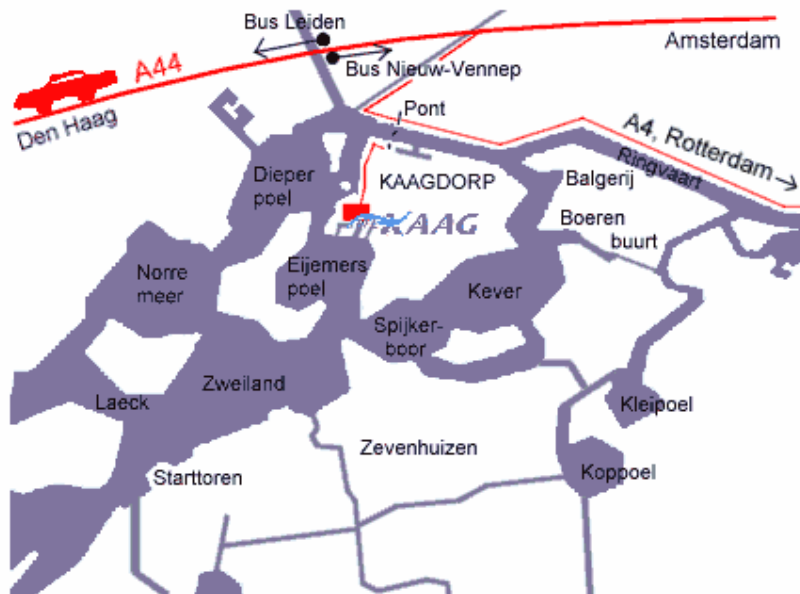 Bus Leiden
Amsterdam
A44
Bus Nieuw-Vennep
Den Haag
Pont
A4, Rotterdam
Ringvaart
Dieper
poel
KAAGDORP
Balgerij
KAAG
Boeren
buurt
Norre
meer
Eijemers
poel
Kever
Spijker-
boor
Zweiland
Laeck
Kleipoel
Zevenhuizen
Starttoren
Koppoel